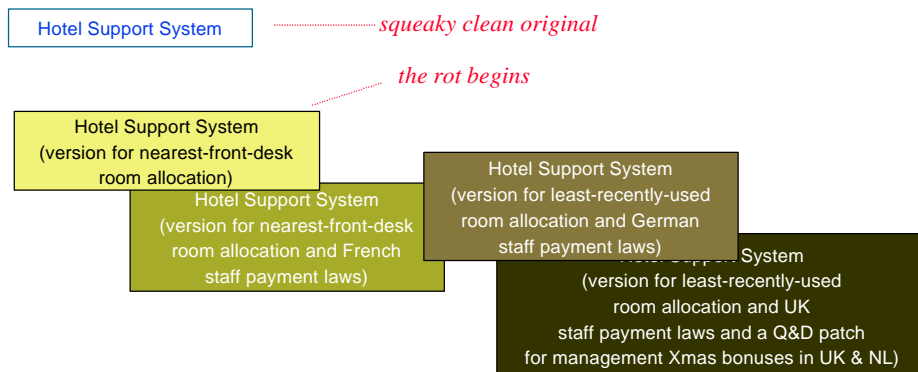 Hotel Support System
squeaky clean original
the rot begins
Hotel Support System
(version for nearest-front-desk
room allocation)
Hotel Support System
(version for nearest-front-desk
room allocation and French
staff payment laws)
Hotel Support System
(version for least-recently-used
room allocation and German
staff payment laws)
Hotel Support System
(version for least-recently-used
room allocation and UK
staff payment laws and a Q&D patch
for management Xmas bonuses in UK & NL)